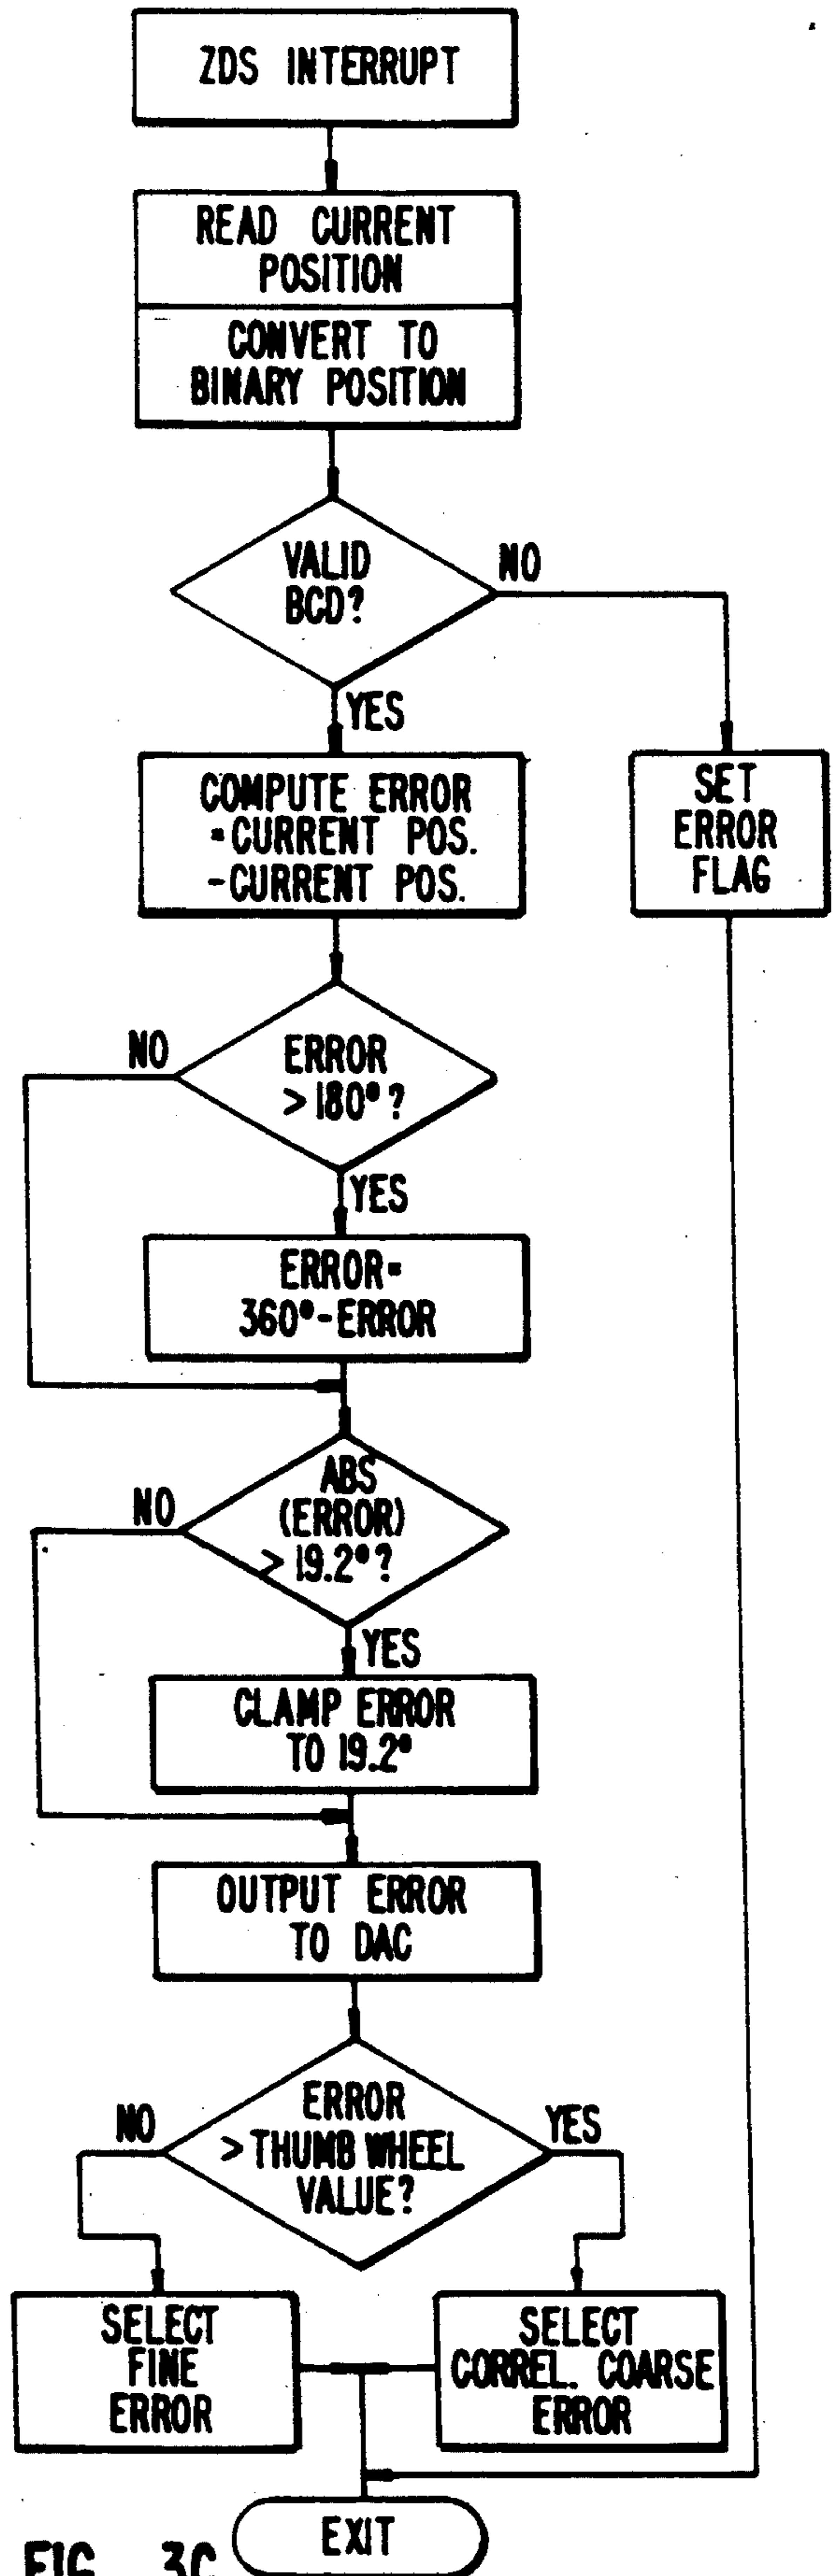 ZDS INTERRUPT
READ CURRENT
POSITION
CONVERT TO
BINARY POSITION
VALID
BCD?
NO
YES
COMPUTE ERROR
=CURRENT POS.
-CURRENT POS.
SET
ERROR
FLAG
NO
ERROR
>180°?
YES
ERROR=
360°-ERROR
NO
ABS
(ERROR)
>19.2°?
YES
CLAMP ERROR
TO 19.2°
OUTPUT ERROR
TO DAC
NO
ERROR
>THUMB WHEEL
VALUE?
YES
SELECT
FINE
ERROR
SELECT
CORREL. COARSE
ERROR
EXIT
FIG. 3C